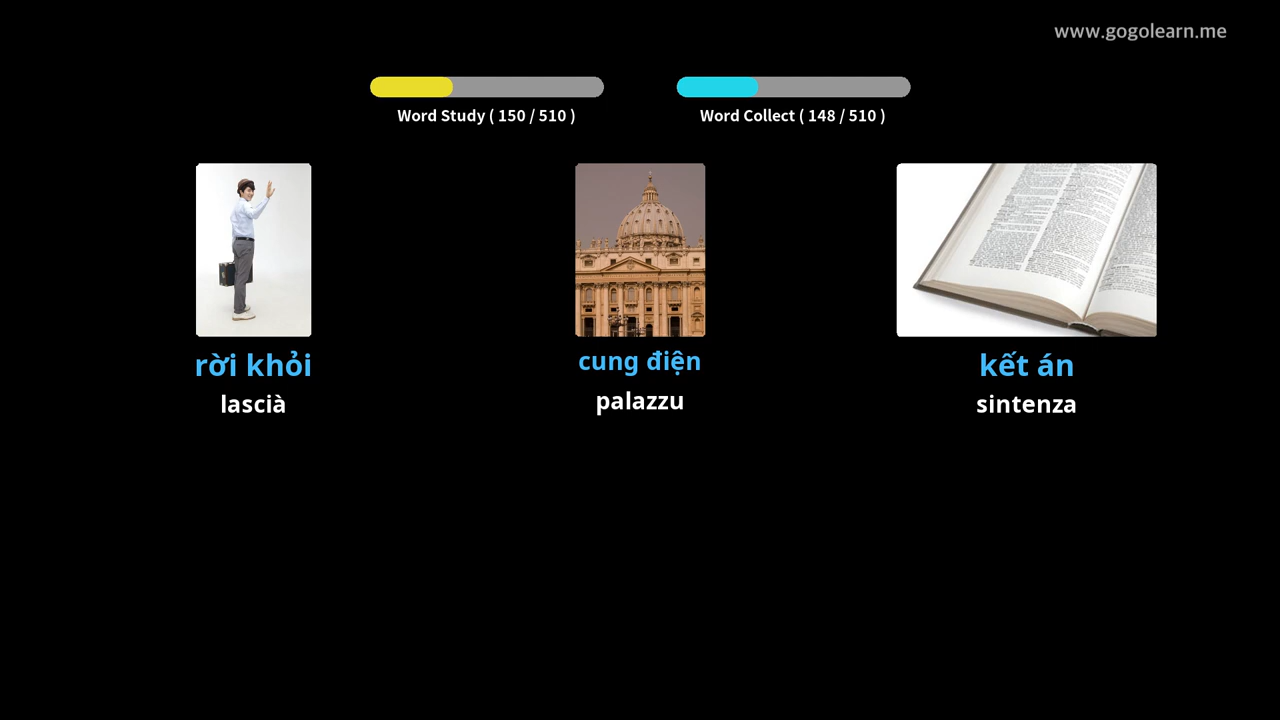 www.gogolearn.me
Word Study ( 150 / 510 )
Word Collect ( 148 / 510 )
rời khỏi
lascià
cung điện
palazzu
kết án
sintenza